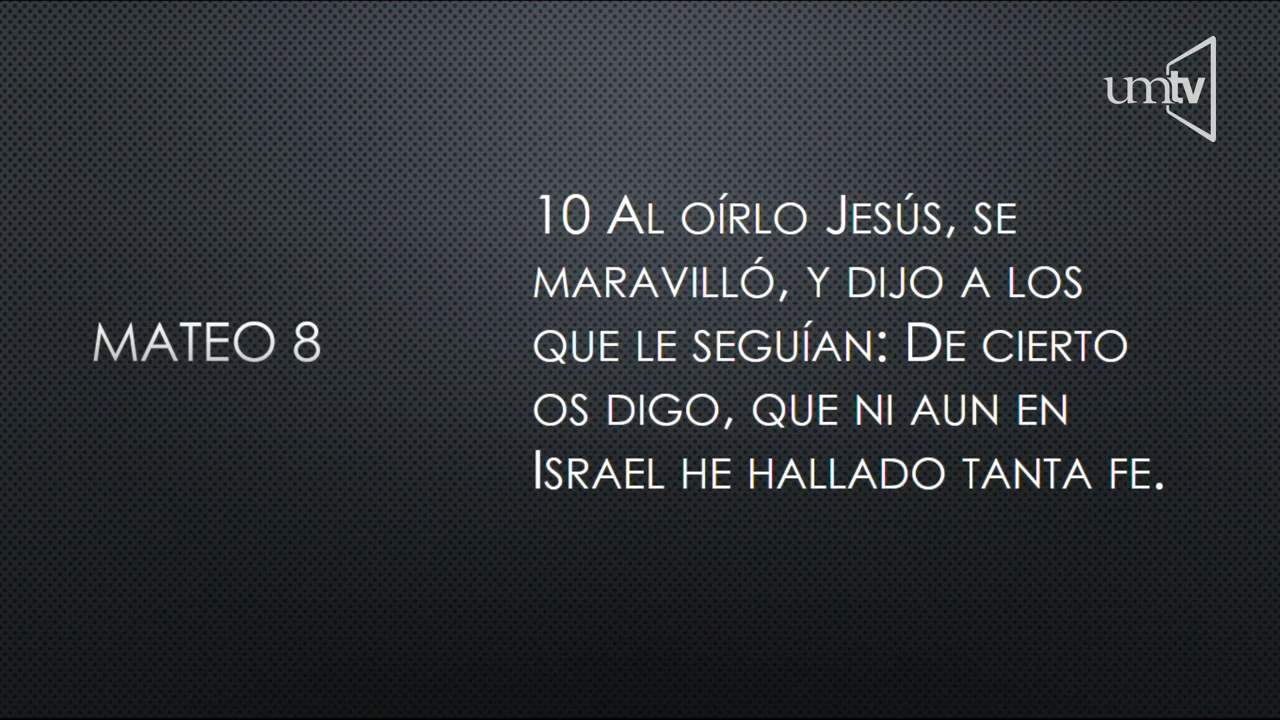 umtv
MATEO 8
10 AL OÍRLO JESÚS, SE
MARAVILLÓ, Y DIJO A LOS
QUE LE SEGUÍAN: DE CIERTO
OS DIGO, QUE NI AUN EN
ISRAEL HE HALLADO TANTA FE.